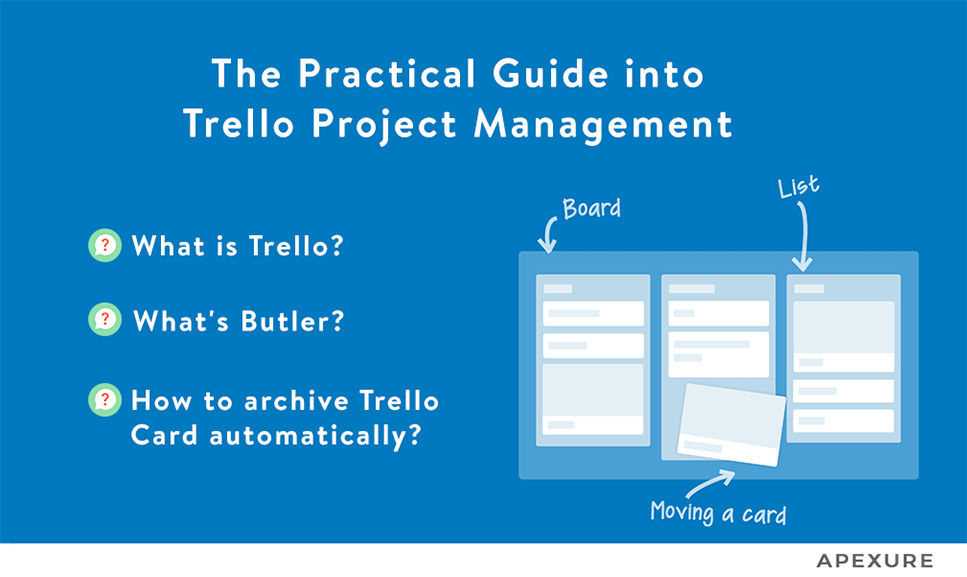 The Practical Guide into
Trello Project Management
What is Trello?
What's Butler?
How to archive Trello
Card automatically?
Board
List
Moving a card
APEXURE